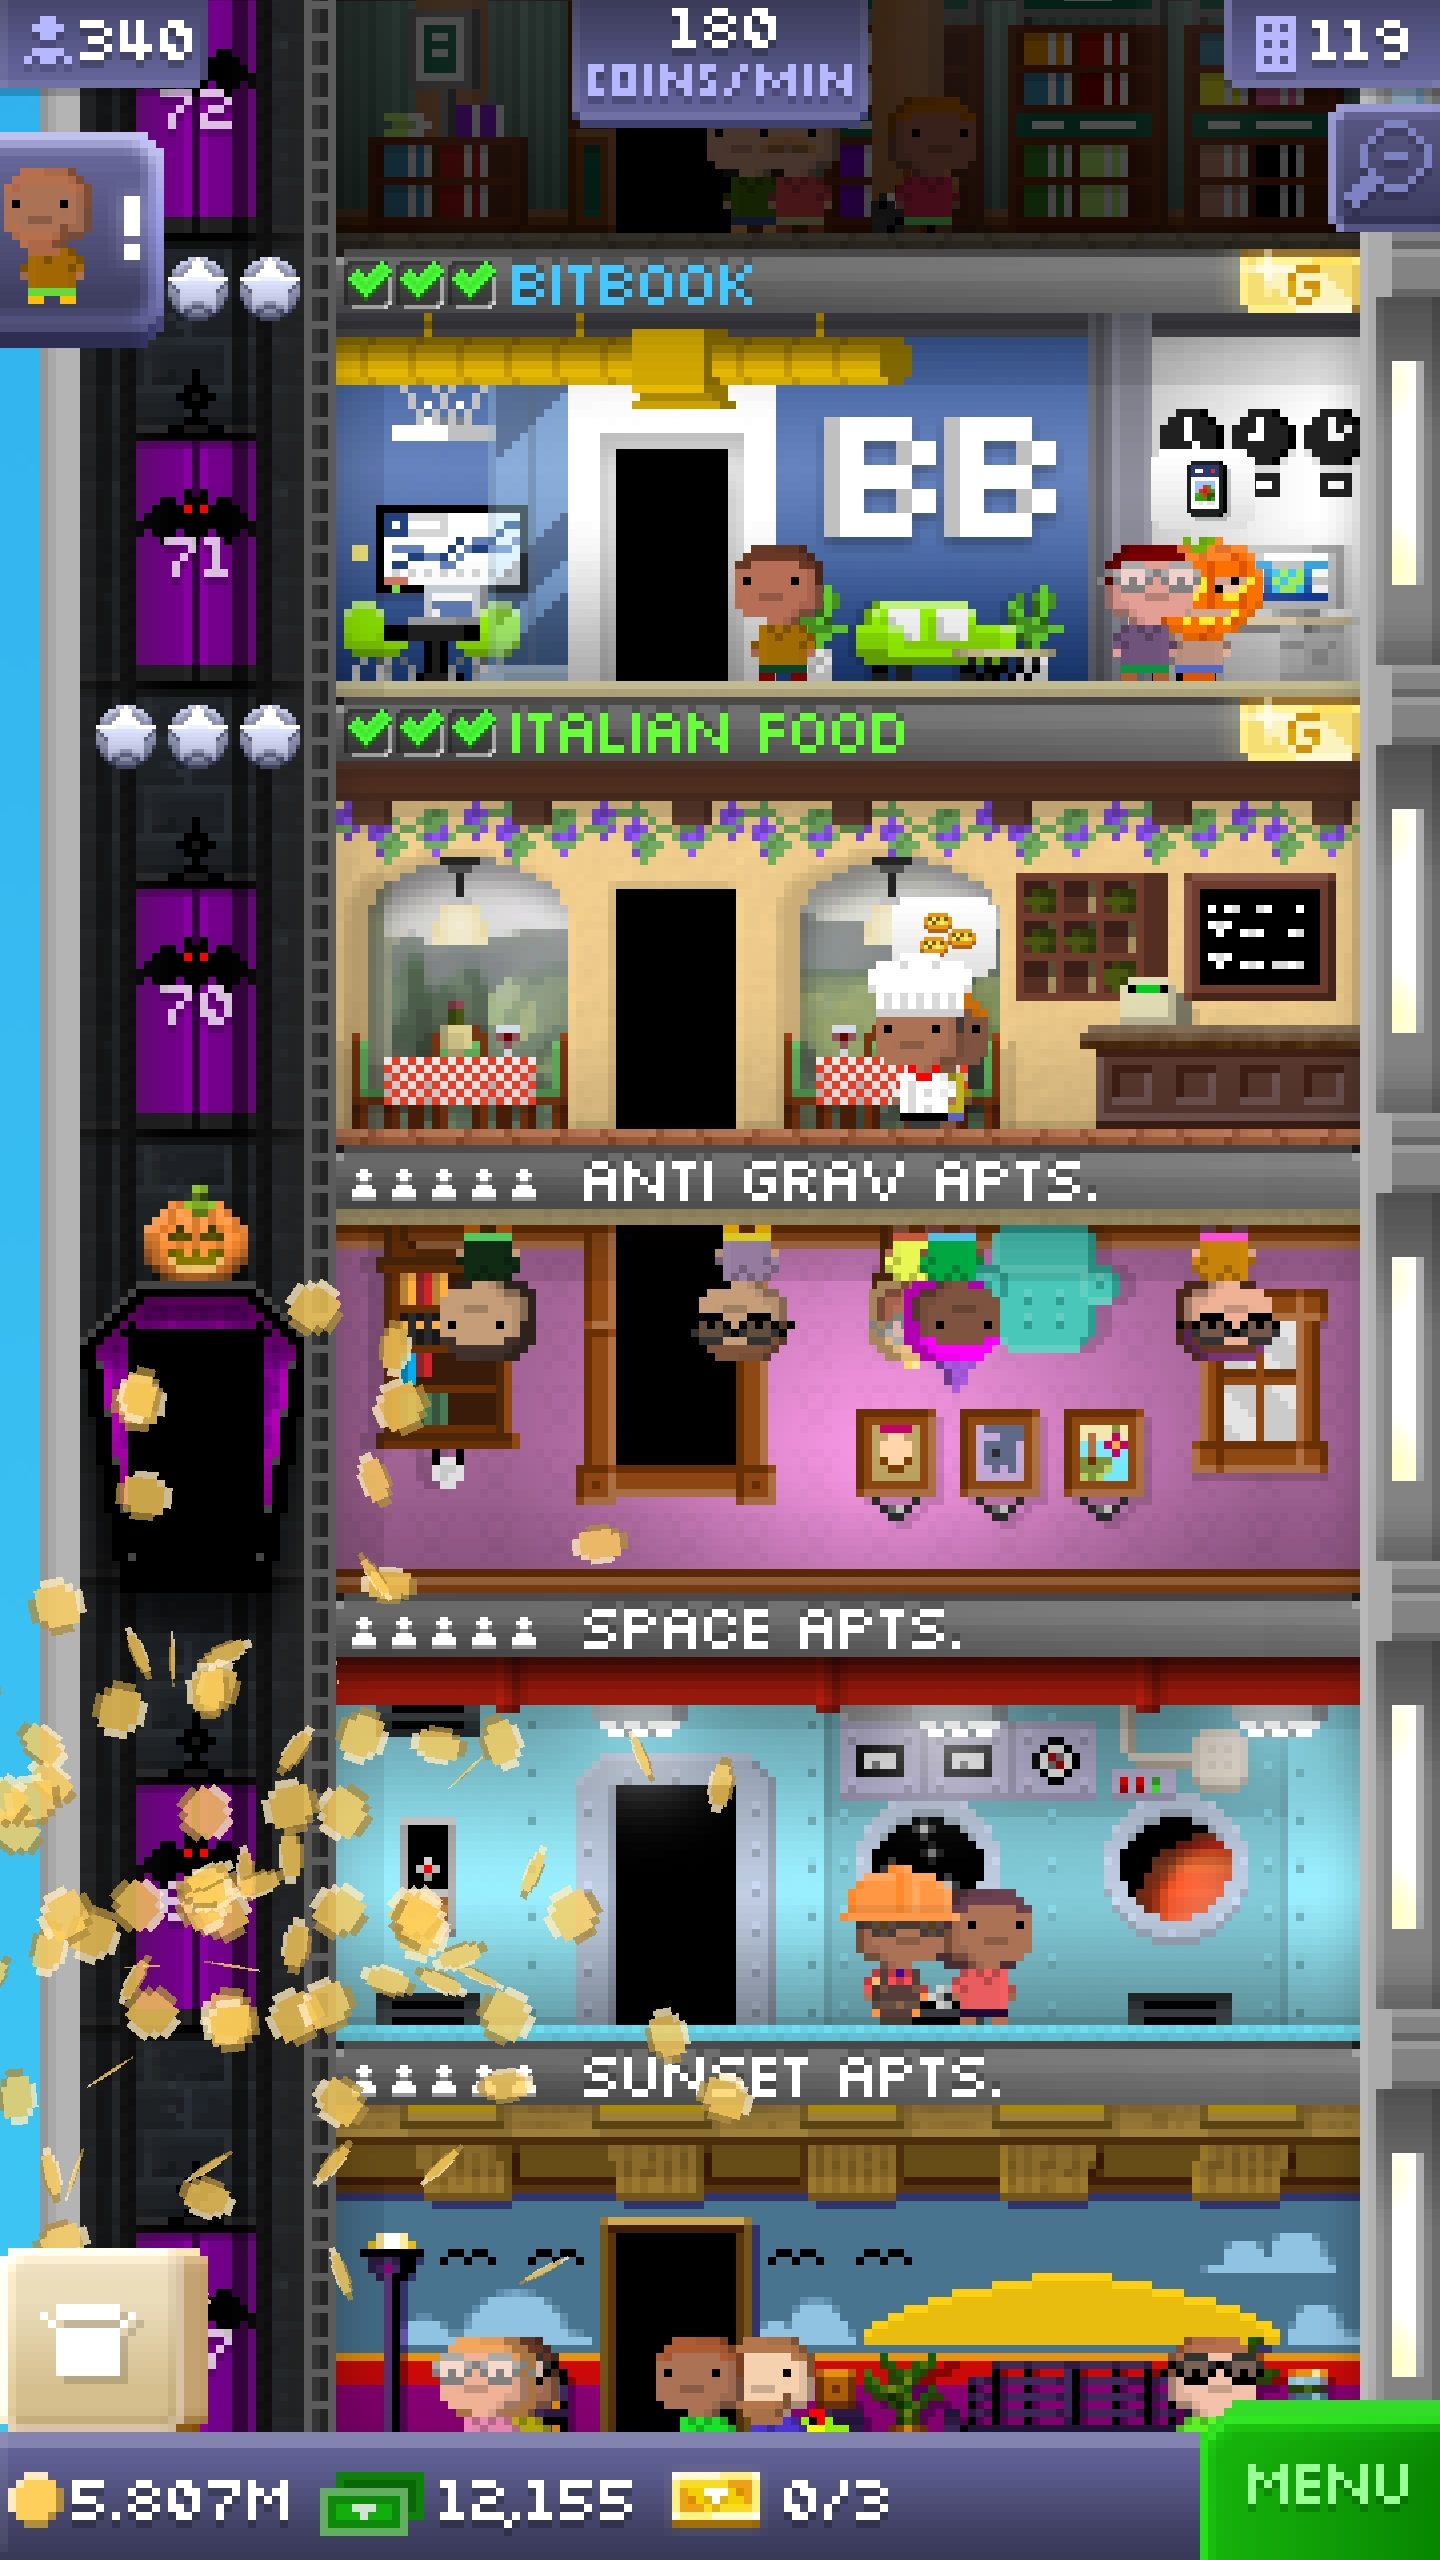 340
180
COINS/MIN
119
72
!
BITBOOK
G
BB
71
ITALIAN FOOD
G
70
ANTI GRAV APTS.
SPACE APTS.
SUNSET APTS.
5.807M
12,155
0/3
MENU